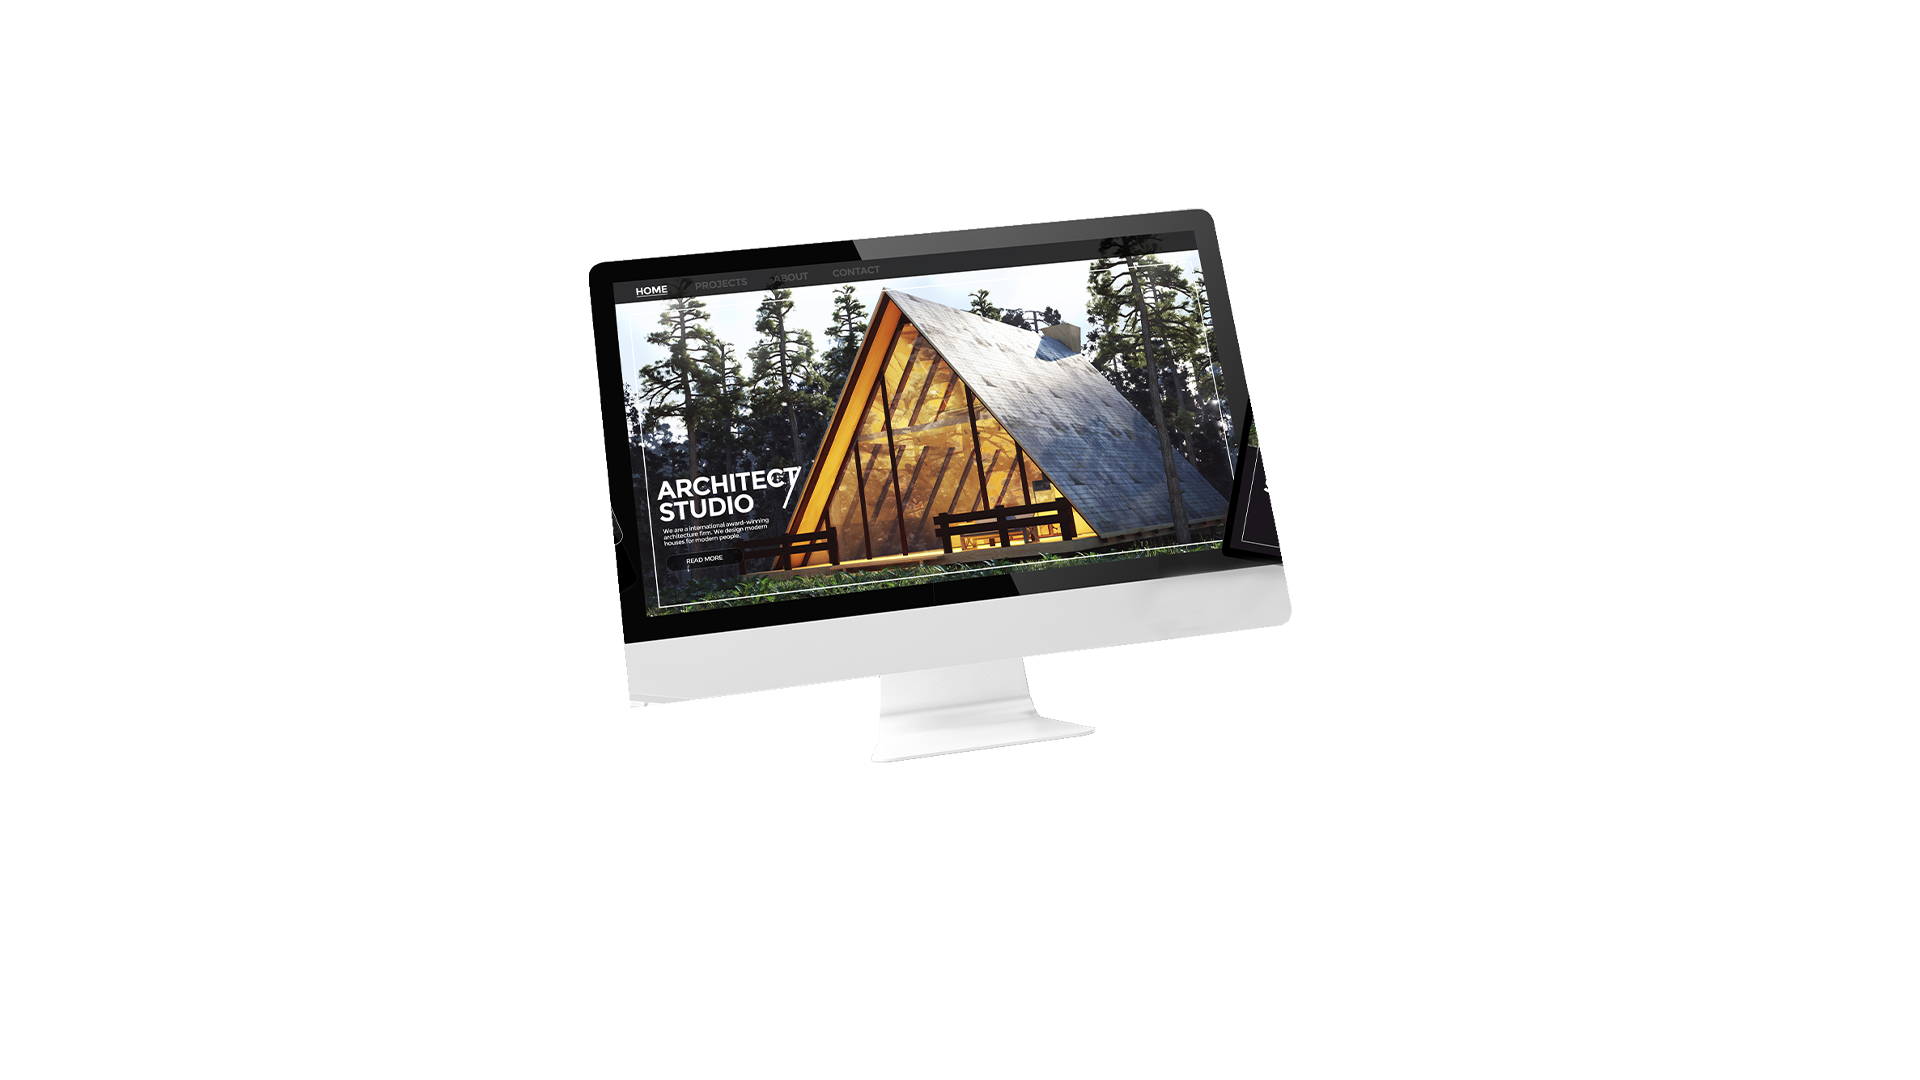 HOME PROJECTS ABOUT CONTACT
ARCHITECT
STUDIO
We are a international award-winning
architecture firm. We design modern
houses for modern people.
READ MORE